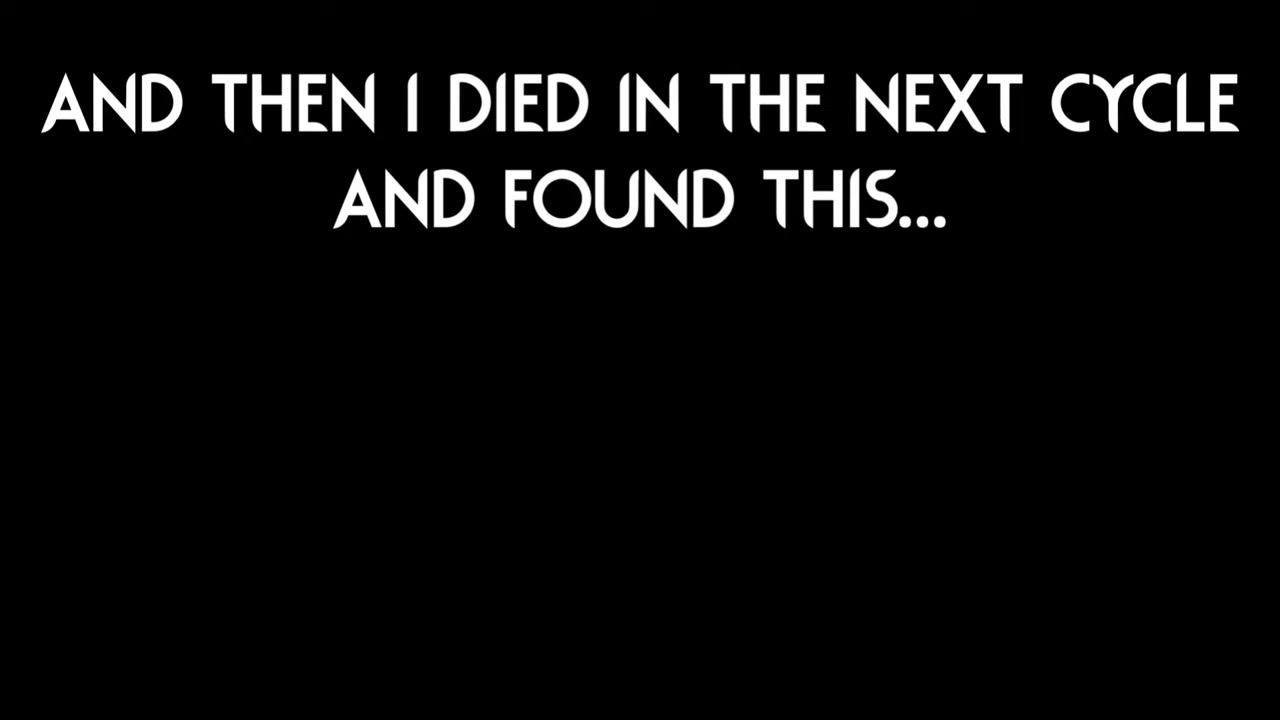 AND THEN I DIED IN THE NEXT CYCLE
AND FOUND THIS...